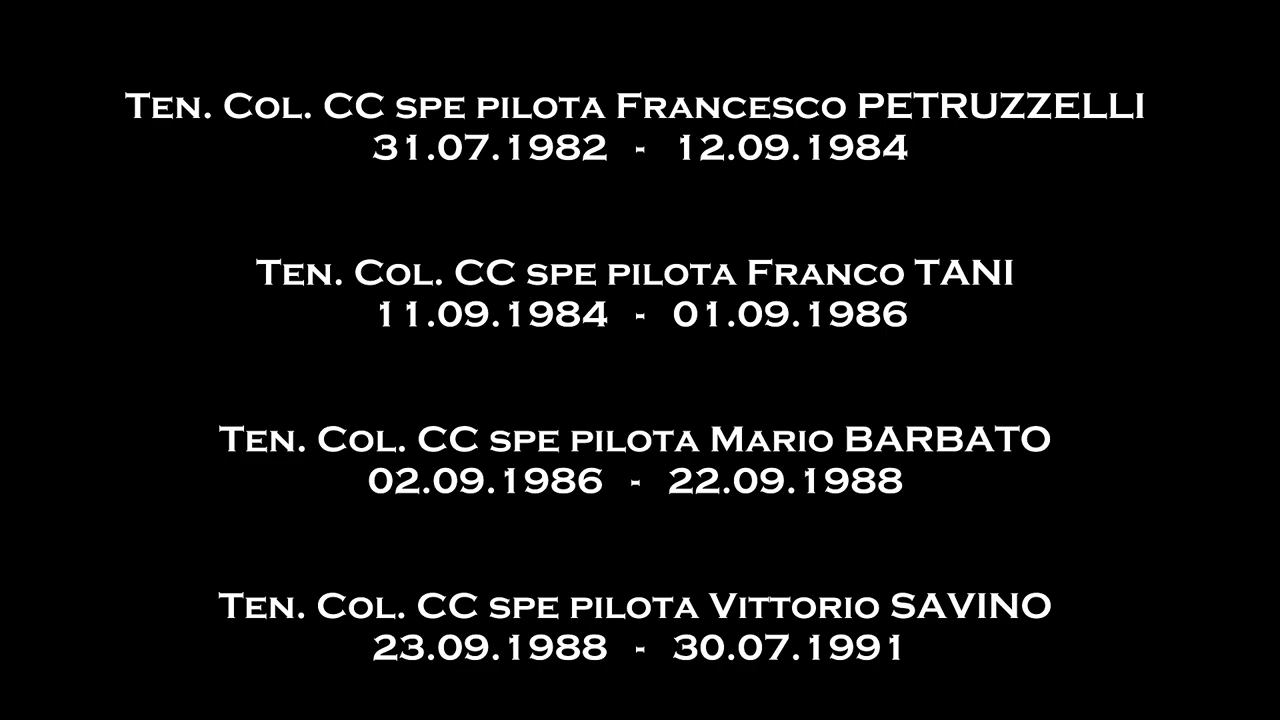 Ten. Col. CC spe pilota Francesco PETRUZZELLI
31.07.1982 - 12.09.1984
Ten. Col. CC spe pilota Franco TANI
11.09.1984 - 01.09.1986
Ten. Col. CC spe pilota Mario BARBATO
02.09.1986 - 22.09.1988
Ten. Col. CC spe pilota Vittorio SAVINO
23.09.1988 - 30.07.1991